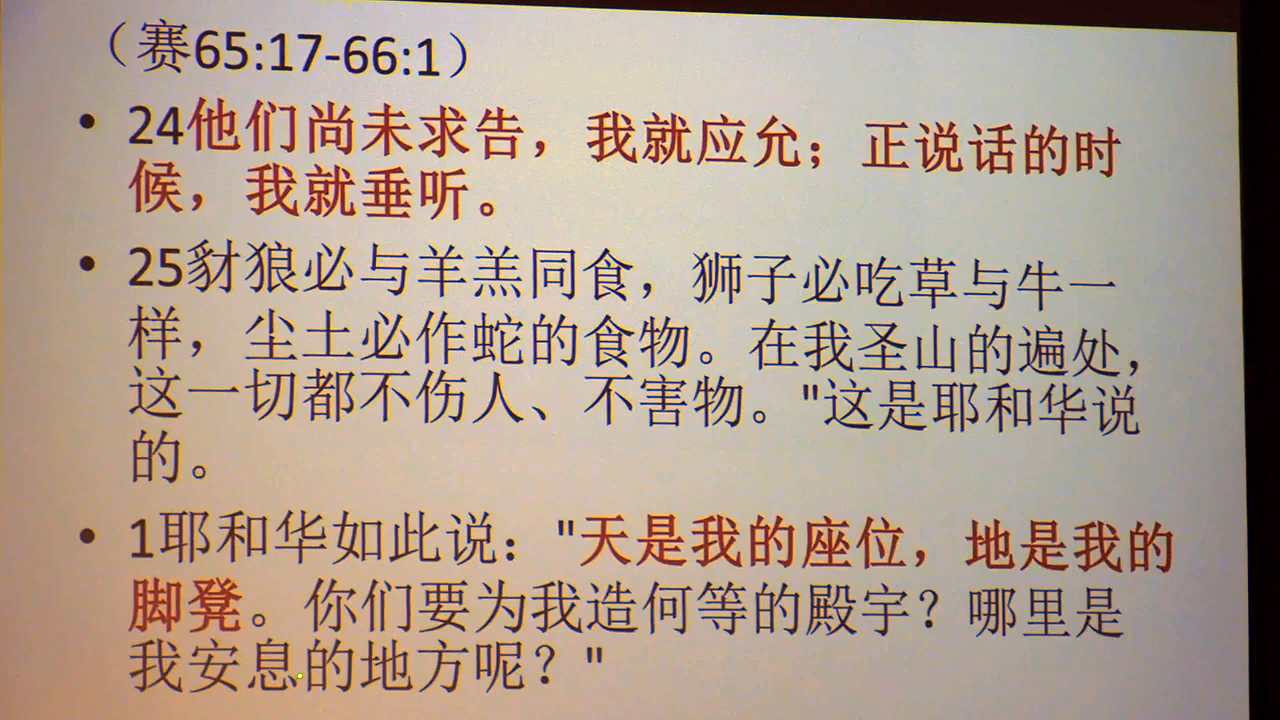 （赛65:17-66:1）
• 24他们尚未求告，我就应允；正说话的时
候，我就垂听。
• 25豺狼必与羊羔同食，狮子必吃草与牛一
样，尘土必作蛇的食物。在我圣山的遍处，
这一切都不伤人、不害物。"这是耶和华说
的。
• 1耶和华如此说："天是我的座位，地是我的
脚凳。你们要为我造何等的殿宇？哪里是
我安息的地方呢？"